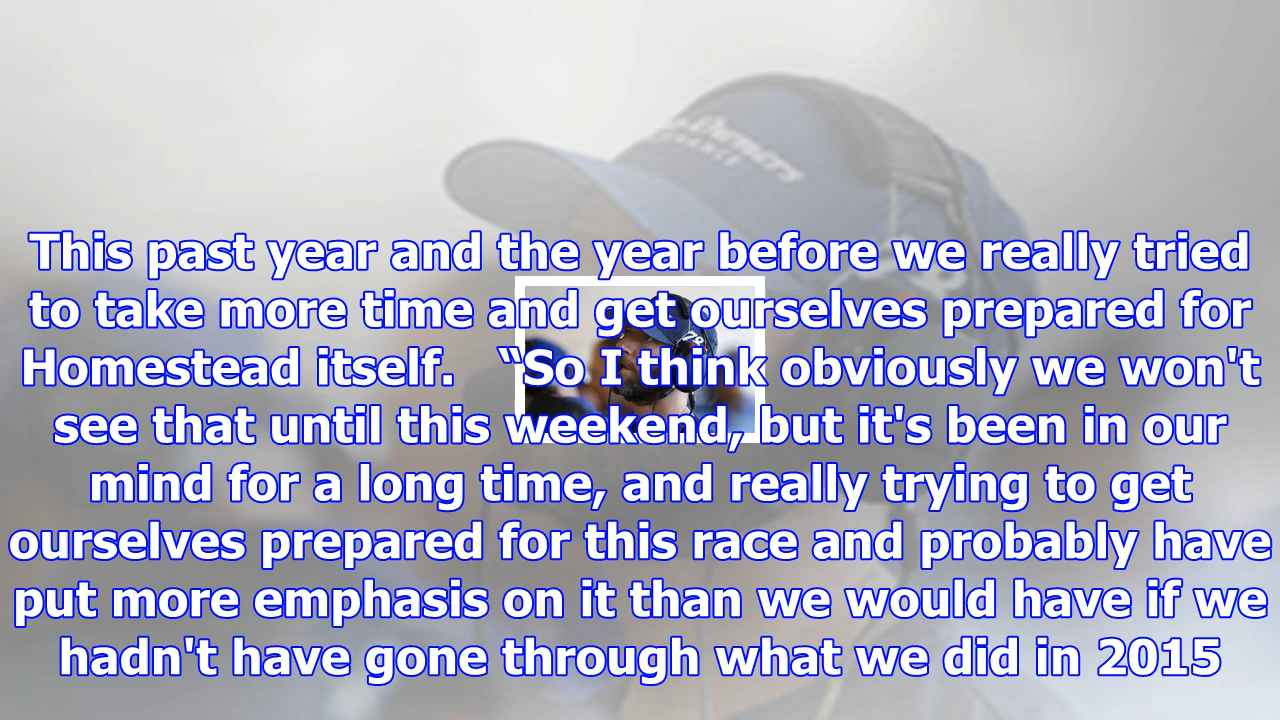 This past year and the year before we really tried
to take more time and get ourselves prepared for
Homestead itself. “So I think obviously we won't
see that until this weekend, but it's been in our
mind for a long time, and really trying to get
ourselves prepared for this race and probably have
put more emphasis on it than we would have if we
hadn't have gone through what we did in 2015